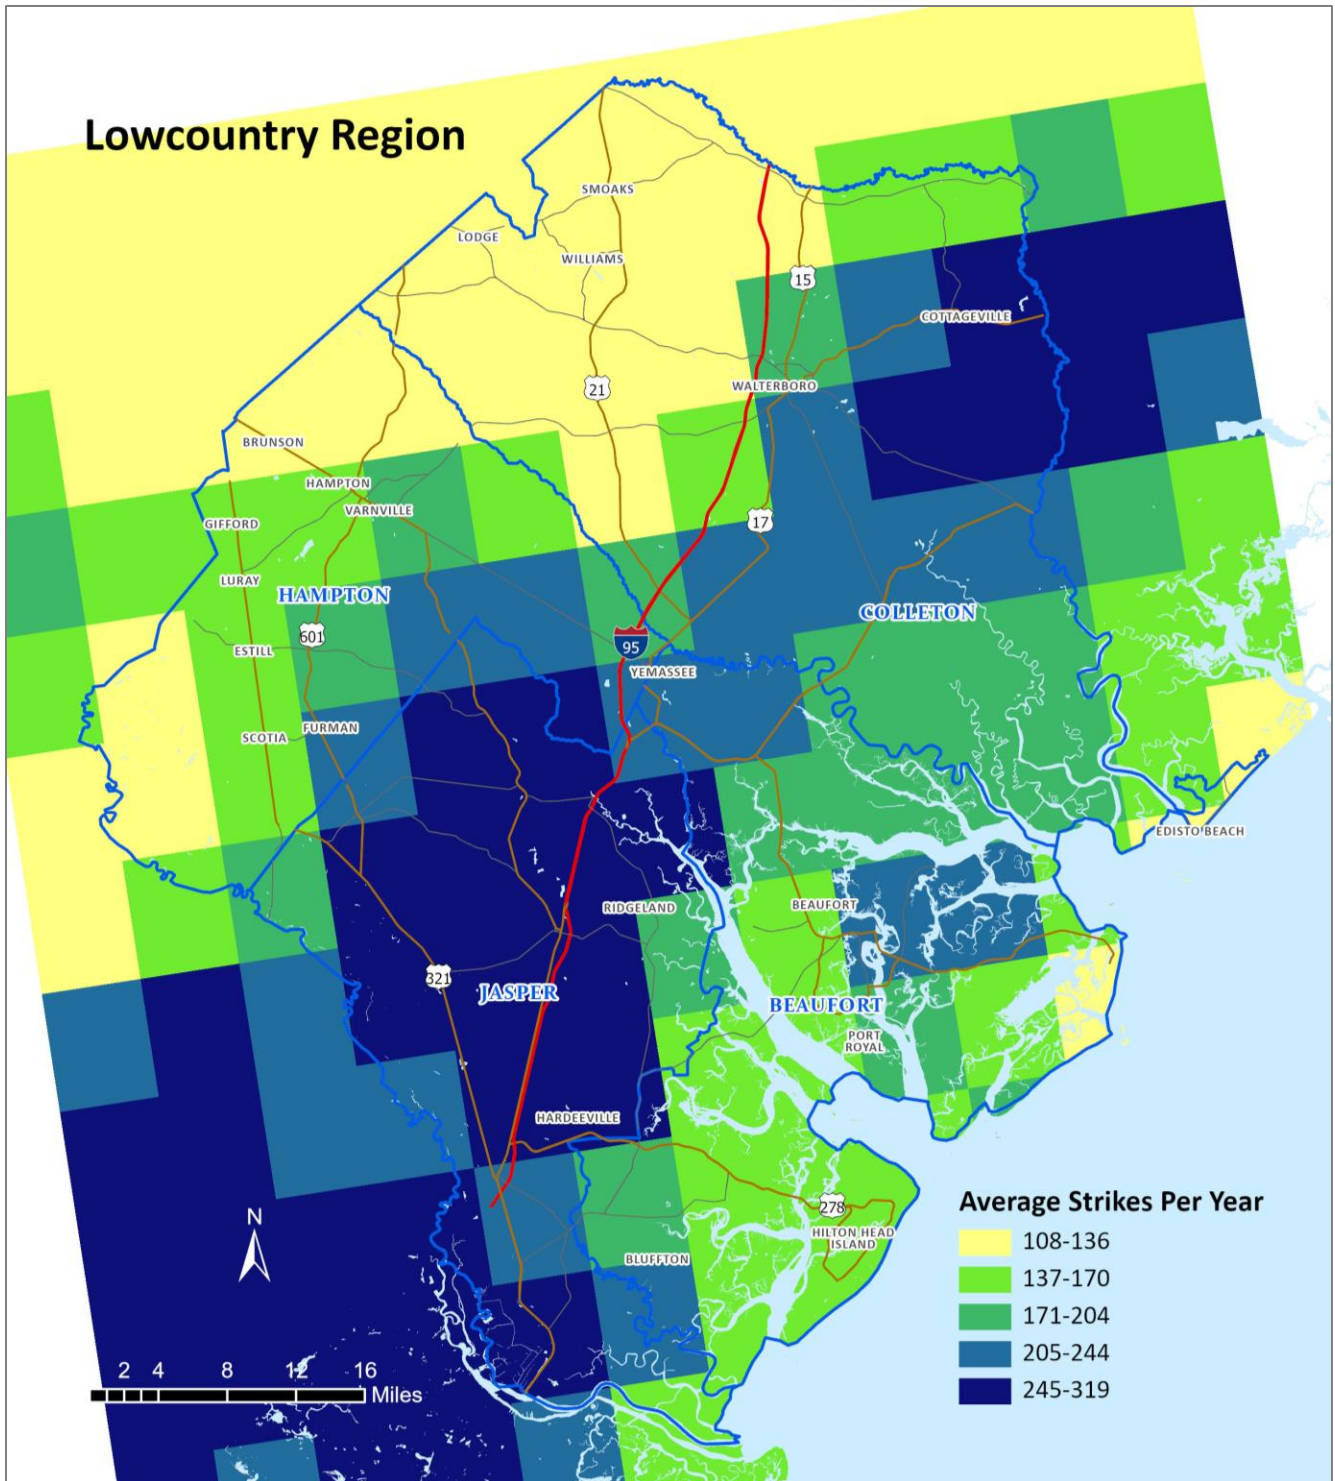 Lowcountry Region
SMOAKS
LODGE
WILLIAMS
15
COTTAGEVILLE
21
WALTERBORO
BRUNSON
HAMPTON
VARNVILLE
GIFFORD
17
LURAY
HAMPTON
COLLETON
601
95
ESTILL
YEMASSEE
FURMAN
SCOTIA
EDISTO BEACH
RIDGELAND
BEAUFORT
321
JASPER
BEAUFORT
PORT
ROYAL
HARDEEVILLE
278
HILTON HEAD
ISLAND
BLUFFTON
N
2 4 8 12 16
Miles
Average Strikes Per Year
108-136
137-170
171-204
205-244
245-319